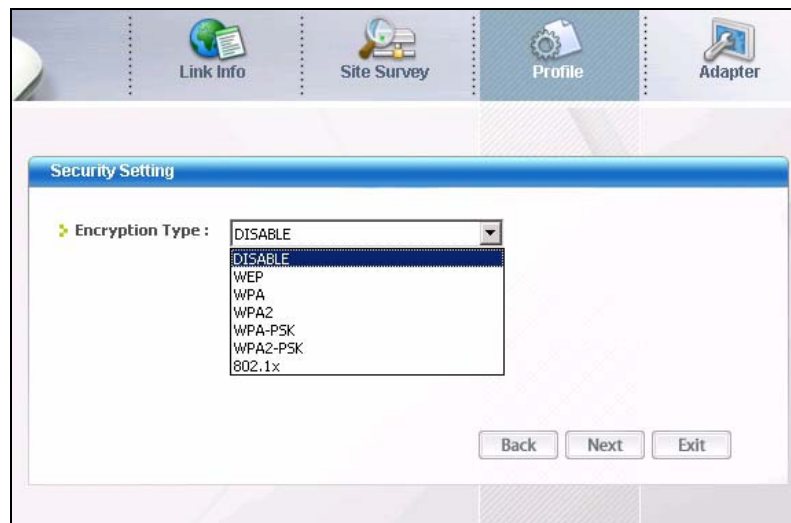 Link Info
Site Survey
Profile
Adapter
Security Setting
Encryption Type :
DISABLE
DISABLE
WEP
WPA
WPA2
WPA-PSK
WPA2-PSK
802.1x
Back
Next
Exit